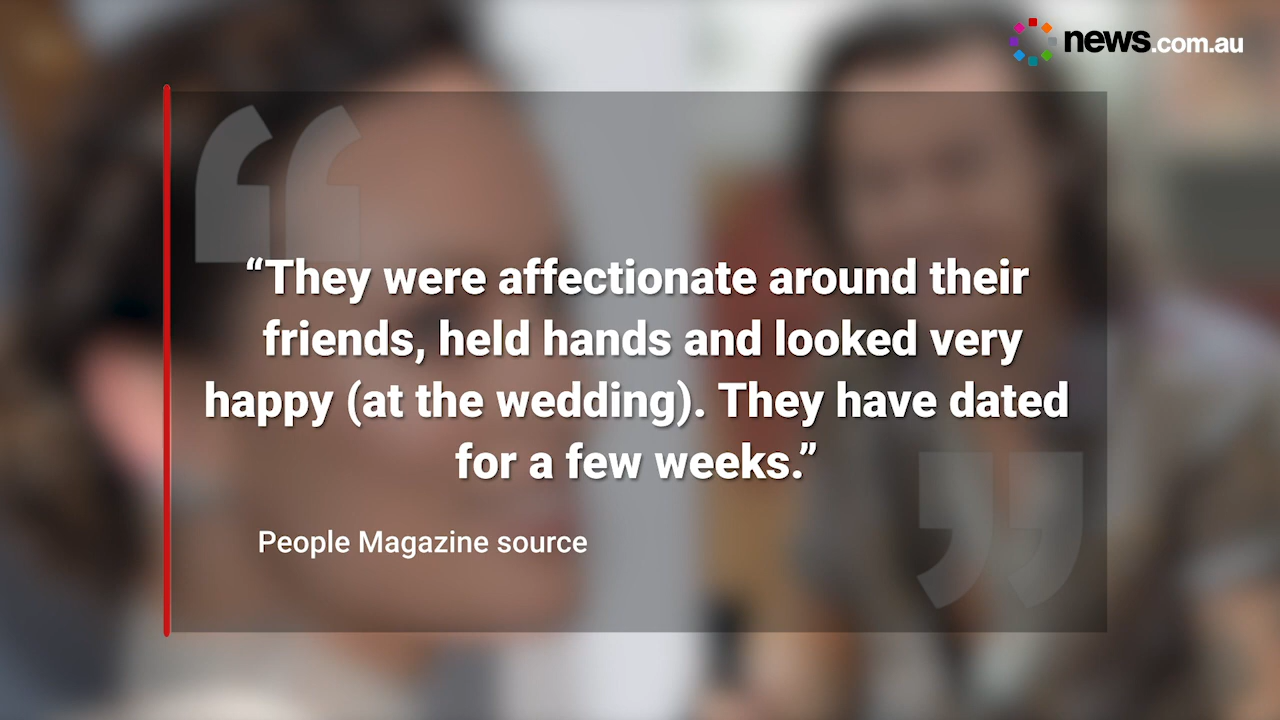 news.com.au
“They were affectionate around their
friends, held hands and looked very
happy (at the wedding). They have dated
for a few weeks.”
People Magazine source